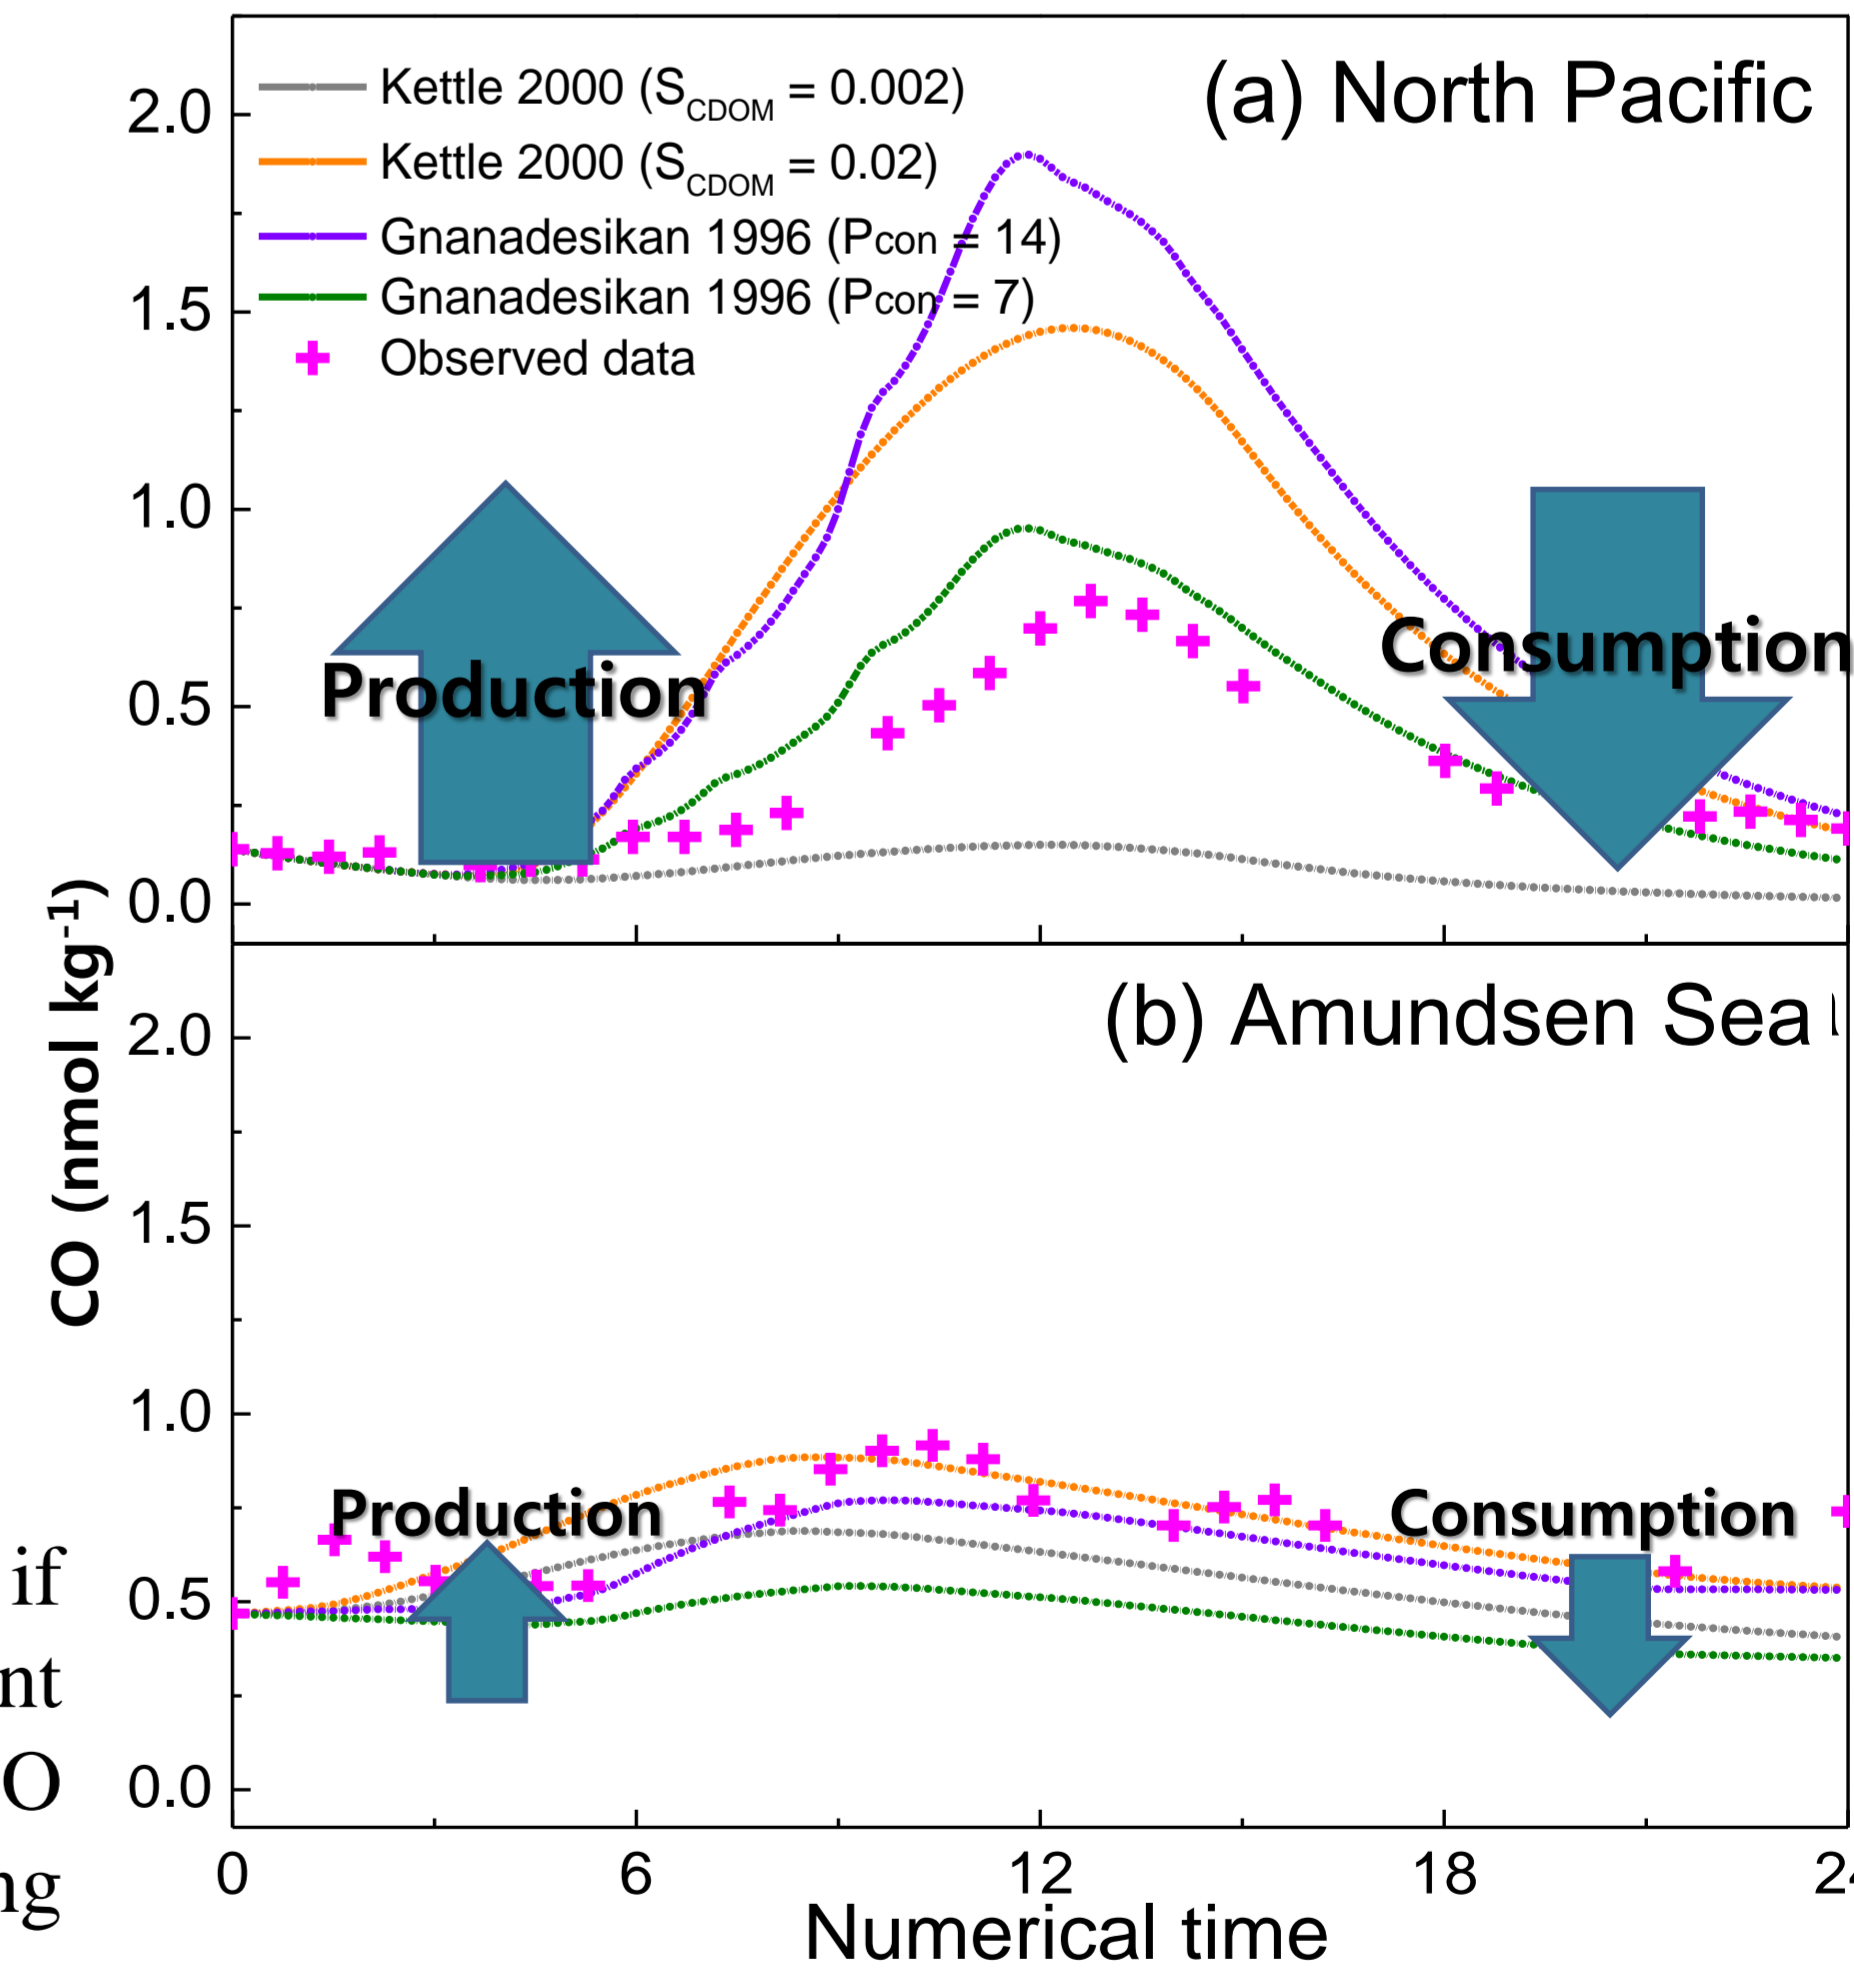 (a) North Pacific
Kettle 2000 (SCDOM = 0.002)
Kettle 2000 (SCDOM = 0.02)
Gnanadesikan 1996 (Pcon = 14)
Gnanadesikan 1996 (Pcon = 7)
Observed data
2.0
1.5
1.0
0.5
0.0
Production
Consumption
CO (nmol kg⁻¹)
(b) Amundsen Sea
2.0
1.5
1.0
0.5
0.0
Production
Consumption
0 6 12 18
Numerical time
if
nt
O